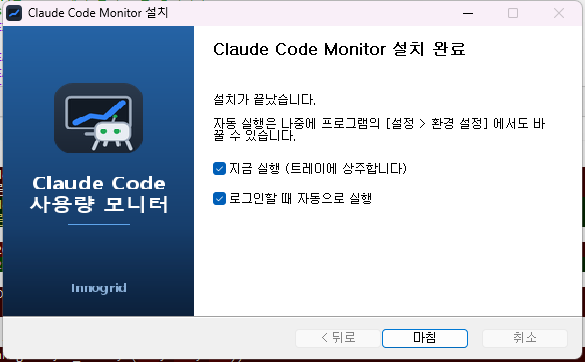 Claude Code Monitor 설치
Claude Code Monitor 설치 완료
설치가 끝났습니다.
자동 실행은 나중에 프로그램의 [설정 > 환경 설정] 에서도 바
꿀 수 있습니다.
지금 실행 (트레이에 상주합니다)
로그인할 때 자동으로 실행
Claude Code
사용량 모니터
Innogrid
< 뒤로
마침
취소